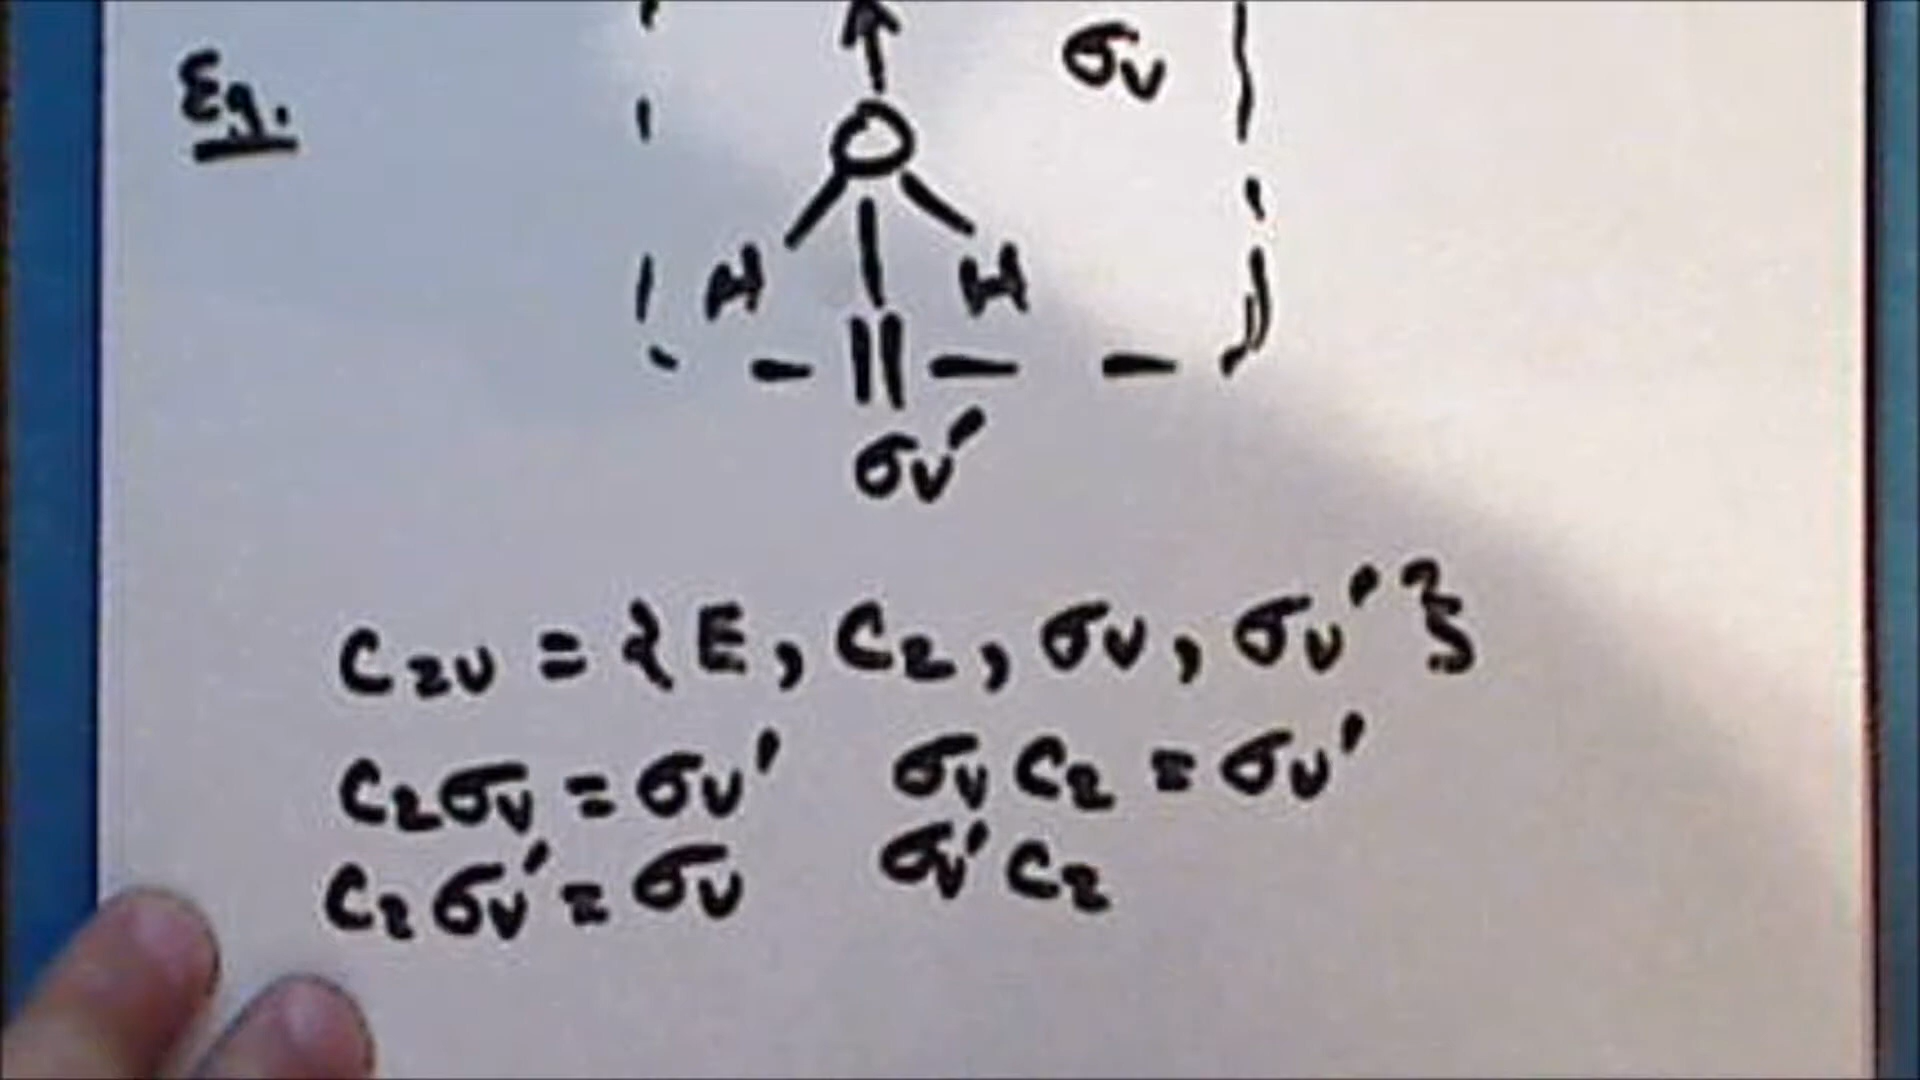 Eg.
σv
O
H H
σv'
C2v = {E, C2, σv, σv'}
C2σv = σv' σvC2 = σv'
C2σv' = σv σv'C2